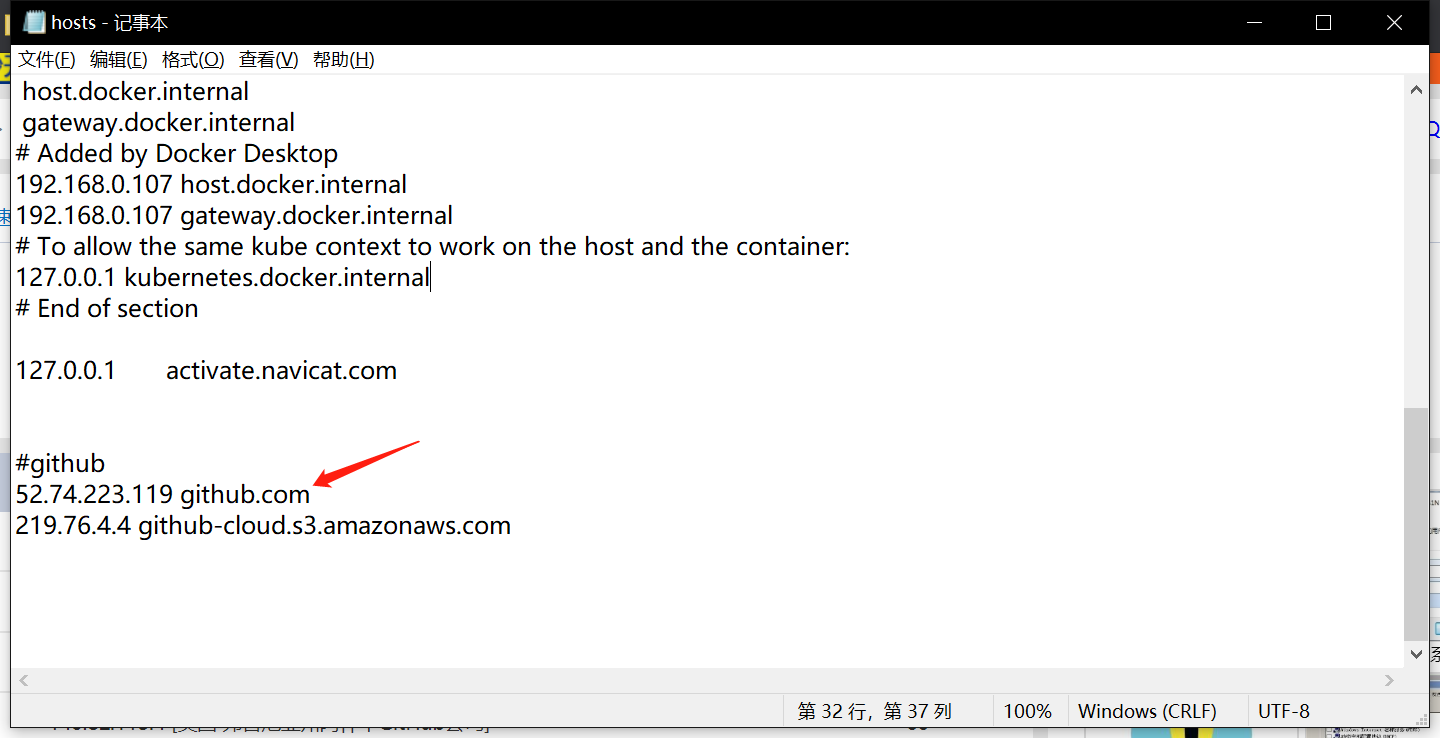 hosts - 记事本
文件(F) 编辑(E) 格式(O) 查看(V) 帮助(H)
host.docker.internal
gateway.docker.internal
# Added by Docker Desktop
192.168.0.107 host.docker.internal
192.168.0.107 gateway.docker.internal
# To allow the same kube context to work on the host and the container:
127.0.0.1 kubernetes.docker.internal
# End of section
127.0.0.1 activate.navicat.com
#github
52.74.223.119 github.com
219.76.4.4 github-cloud.s3.amazonaws.com
第 32 行，第 37 列 100% Windows (CRLF) UTF-8